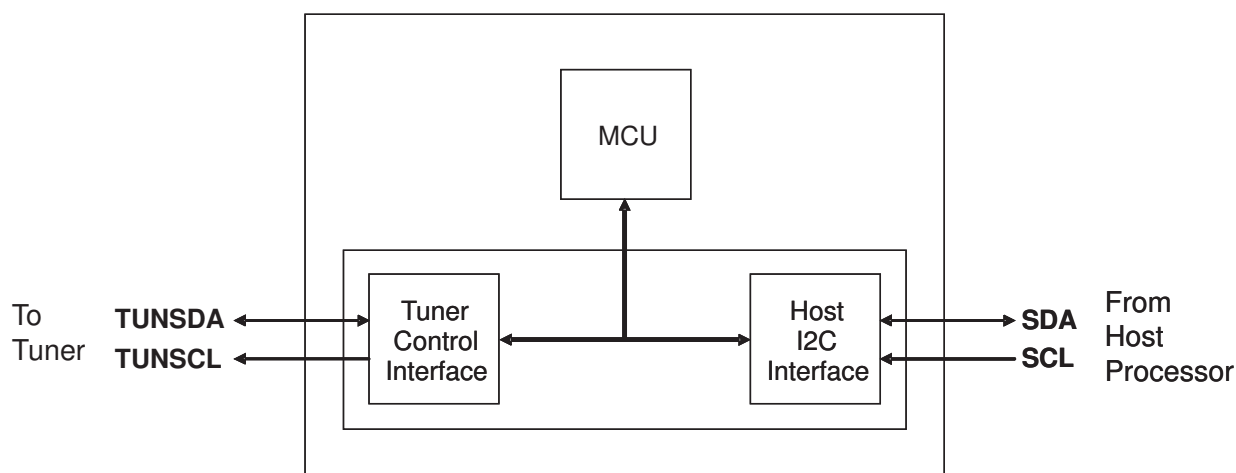 MCU
To
Tuner
TUNSDA
TUNSCL
Tuner
Control
Interface
Host
I2C
Interface
SDA
SCL
From
Host
Processor